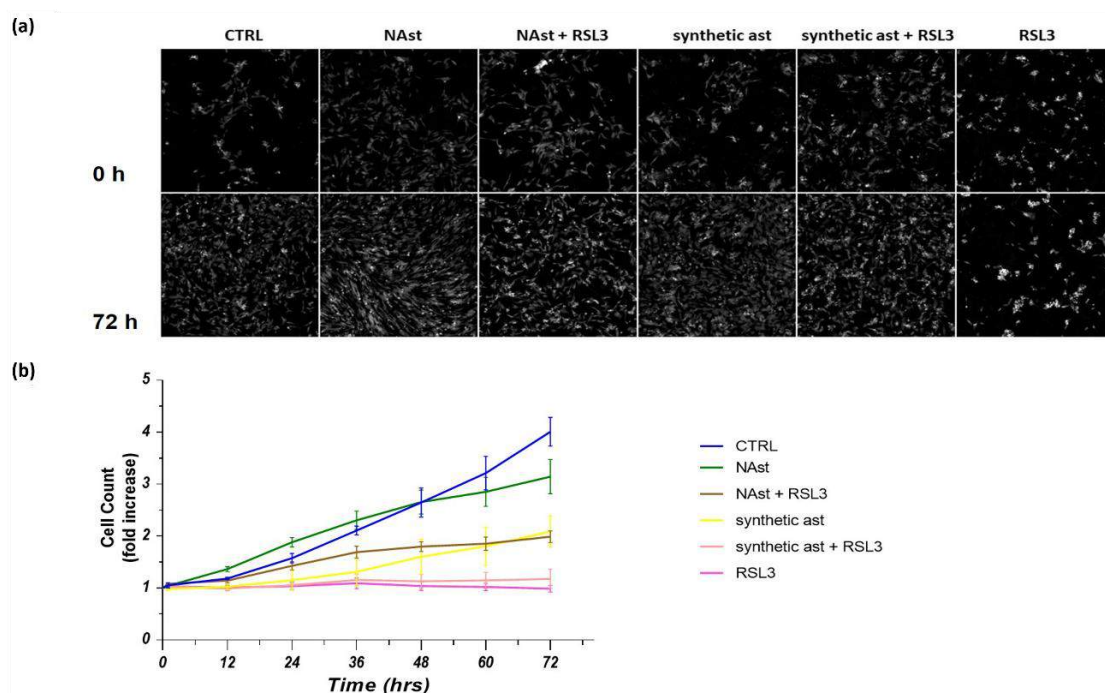 (a)
CTRL NAst NAst + RSL3 synthetic ast synthetic ast + RSL3 RSL3
0 h
72 h
(b)
5
4
3
2
1
0
Cell Count
(fold increase)
0 12 24 36 48 60 72
Time (hrs)
CTRL
NAst
NAst + RSL3
synthetic ast
synthetic ast + RSL3
RSL3